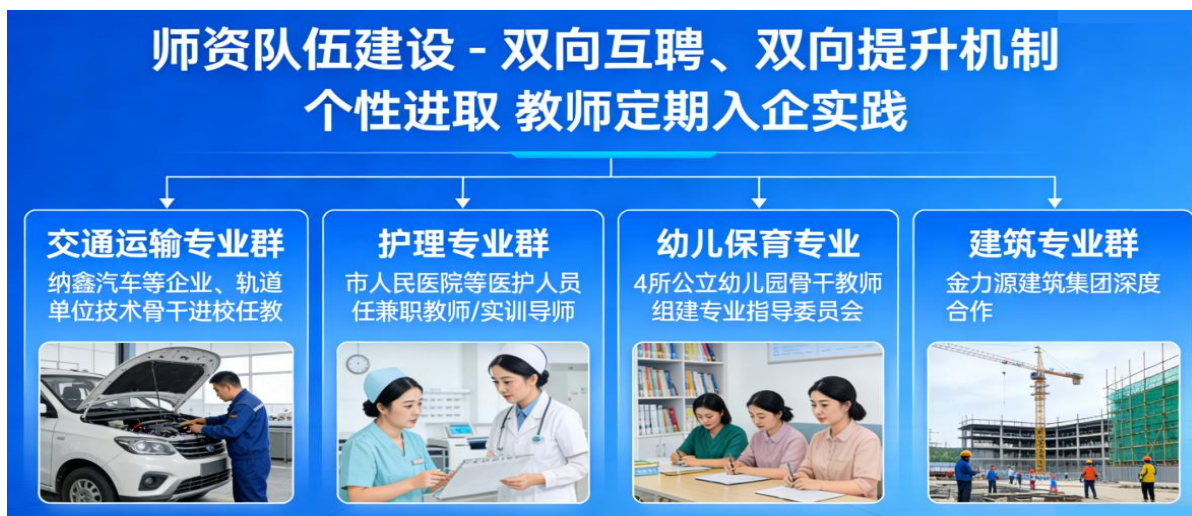 师资队伍建设 - 双向互聘、双向提升机制
个性进取 教师定期入企实践
交通运输专业群
纳鑫汽车等企业、轨道
单位技术骨干进校任教
护理专业群
市人民医院等医护人员
任兼职教师/实训导师
幼儿保育专业
4所公立幼儿园骨干教师
组建专业指导委员会
建筑专业群
金力源建筑集团深度
合作